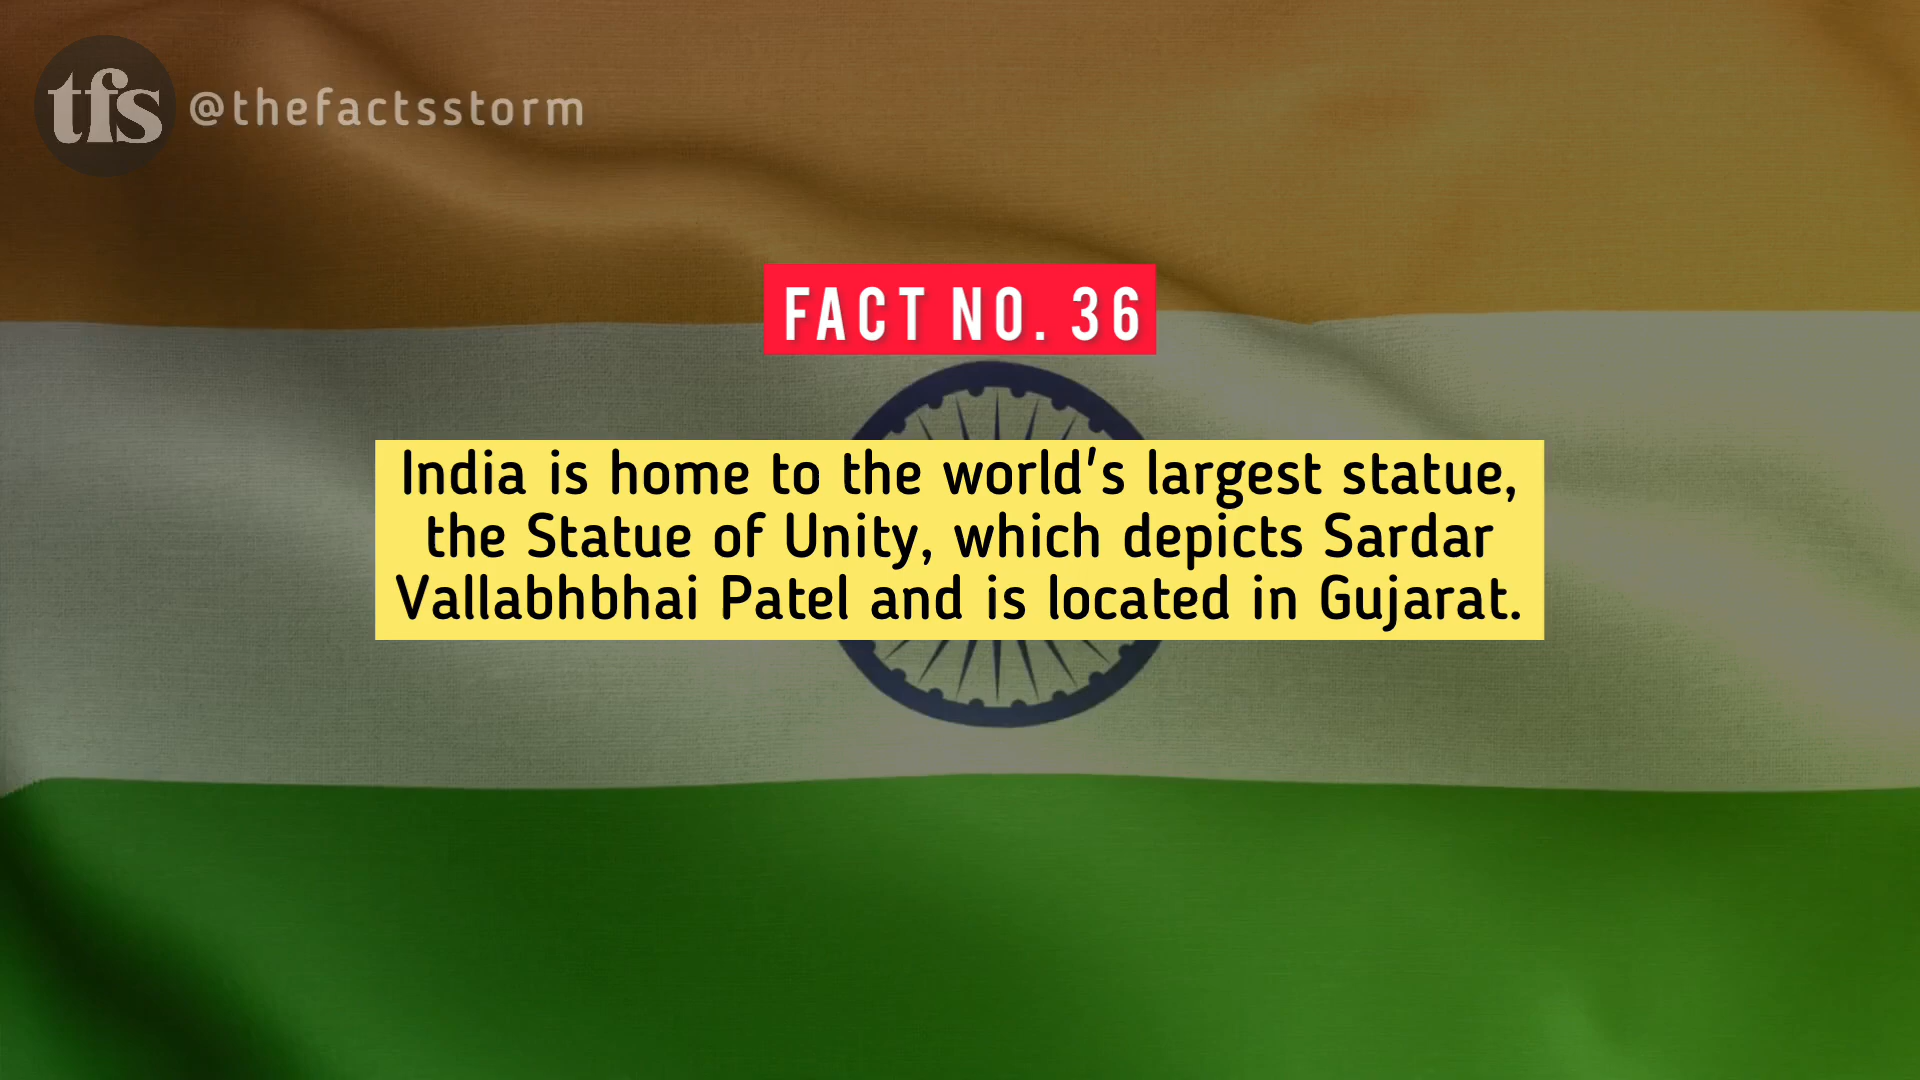 tfs @thefactsstorm
FACT NO. 36
India is home to the world's largest statue,
the Statue of Unity, which depicts Sardar
Vallabhbhai Patel and is located in Gujarat.